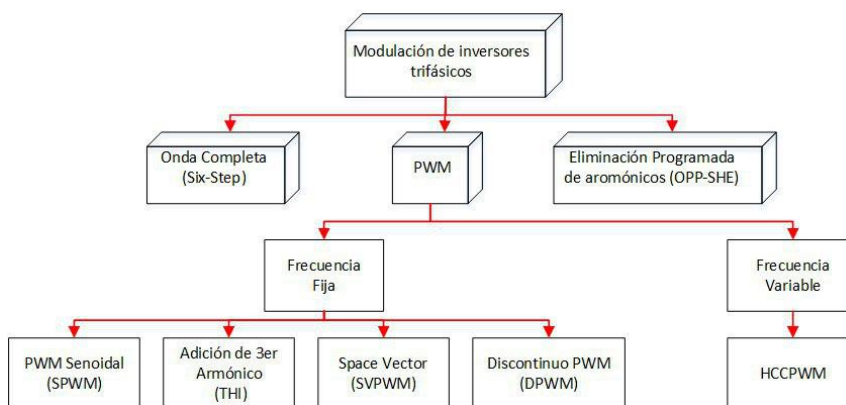 Modulación de inversores
trifásicos
Onda Completa
(Six-Step)
PWM
Eliminación Programada
de aromónicos (OPP-SHE)
Frecuencia
Fija
Frecuencia
Variable
PWM Senoidal
(SPWM)
Adición de 3er
Armónico
(THI)
Space Vector
(SVPWM)
Discontinuo PWM
(DPWM)
HCCPWM